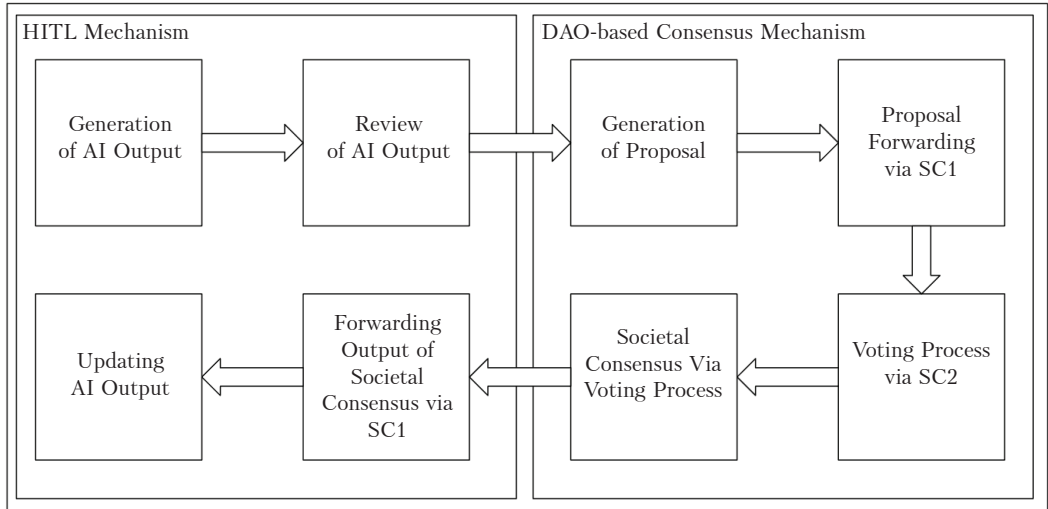 HITL Mechanism
DAO-based Consensus Mechanism
Generation
of AI Output
Review
of AI Output
Generation
of Proposal
Proposal
Forwarding
via SC1
Updating
AI Output
Forwarding
Output of
Societal
Consensus via
SC1
Societal
Consensus Via
Voting Process
Voting Process
via SC2